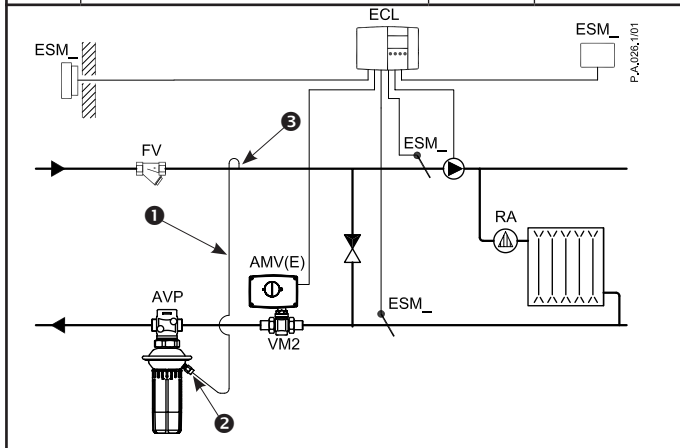 ECL
ESM_
ESM_
P.A.026.1/01
❸
FV
ESM_
❶
RA
AMV(E)
AVP
ESM_
VM2
❷